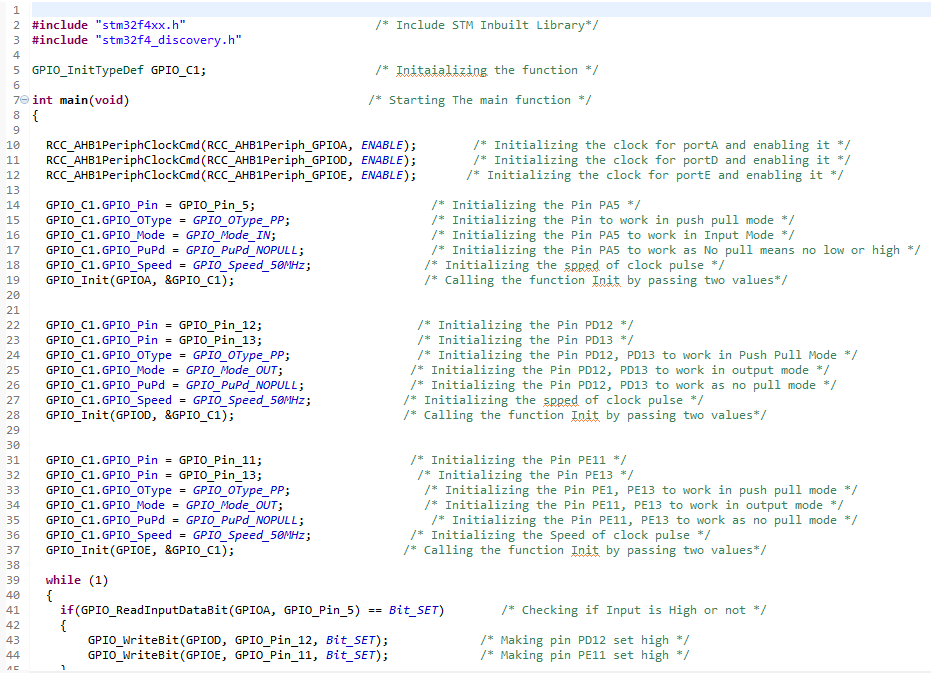 1
2 #include "stm32f4xx.h" /* Include STM Inbuilt Library*/
3 #include "stm32f4_discovery.h"
4
5 GPIO_InitTypeDef GPIO_C1; /* Initaializing the function */
6
7 int main(void) /* Starting The main function */
8 {
9
10 RCC_AHB1PeriphClockCmd(RCC_AHB1Periph_GPIOA, ENABLE); /* Initializing the clock for portA and enabling it */
11 RCC_AHB1PeriphClockCmd(RCC_AHB1Periph_GPIOD, ENABLE); /* Initializing the clock for portD and enabling it */
12 RCC_AHB1PeriphClockCmd(RCC_AHB1Periph_GPIOE, ENABLE); /* Initializing the clock for portE and enabling it */
13
14 GPIO_C1.GPIO_Pin = GPIO_Pin_5; /* Initializing the Pin PA5 */
15 GPIO_C1.GPIO_OType = GPIO_OType_PP; /* Initializing the Pin to work in push pull mode */
16 GPIO_C1.GPIO_Mode = GPIO_Mode_IN; /* Initializing the Pin PA5 to work in Input Mode */
17 GPIO_C1.GPIO_PuPd = GPIO_PuPd_NOPULL; /* Initializing the Pin PA5 to work as No pull means no low or high */
18 GPIO_C1.GPIO_Speed = GPIO_Speed_50MHz; /* Initializing the spped of clock pulse */
19 GPIO_Init(GPIOA, &GPIO_C1); /* Calling the function Init by passing two values*/
20
21
22 GPIO_C1.GPIO_Pin = GPIO_Pin_12; /* Initializing the Pin PD12 */
23 GPIO_C1.GPIO_Pin = GPIO_Pin_13; /* Initializing the Pin PD13 */
24 GPIO_C1.GPIO_OType = GPIO_OType_PP; /* Initializing the Pin PD12, PD13 to work in Push Pull Mode */
25 GPIO_C1.GPIO_Mode = GPIO_Mode_OUT; /* Initializing the Pin PD12, PD13 to work in output mode */
26 GPIO_C1.GPIO_PuPd = GPIO_PuPd_NOPULL; /* Initializing the Pin PD12, PD13 to work as no pull mode */
27 GPIO_C1.GPIO_Speed = GPIO_Speed_50MHz; /* Initializing the spped of clock pulse */
28 GPIO_Init(GPIOD, &GPIO_C1); /* Calling the function Init by passing two values*/
29
30
31 GPIO_C1.GPIO_Pin = GPIO_Pin_11; /* Initializing the Pin PE11 */
32 GPIO_C1.GPIO_Pin = GPIO_Pin_13; /* Initializing the Pin PE13 */
33 GPIO_C1.GPIO_OType = GPIO_OType_PP; /* Initializing the Pin PE1, PE13 to work in push pull mode */
34 GPIO_C1.GPIO_Mode = GPIO_Mode_OUT; /* Initializing the Pin PE11, PE13 to work in output mode */
35 GPIO_C1.GPIO_PuPd = GPIO_PuPd_NOPULL; /* Initializing the Pin PE11, PE13 to work as no pull mode */
36 GPIO_C1.GPIO_Speed = GPIO_Speed_50MHz; /* Initializing the Speed of clock pulse */
37 GPIO_Init(GPIOE, &GPIO_C1); /* Calling the function Init by passing two values*/
38
39 while (1)
40 {
41 if(GPIO_ReadInputDataBit(GPIOA, GPIO_Pin_5) == Bit_SET) /* Checking if Input is High or not */
42 {
43 GPIO_WriteBit(GPIOD, GPIO_Pin_12, Bit_SET); /* Making pin PD12 set high */
44 GPIO_WriteBit(GPIOE, GPIO_Pin_11, Bit_SET); /* Making pin PE11 set high */
45 }